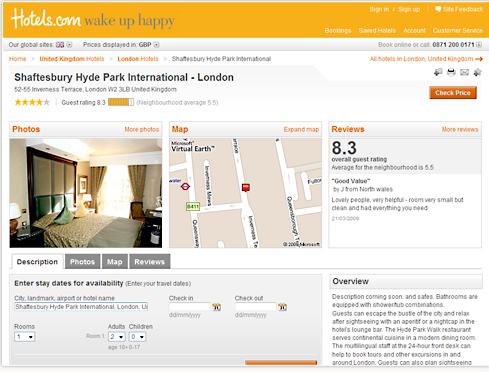 Hotels.com wake up happy
Sign in / Sign up | Site Feedback
Bookings Saved Hotels Account Customer Service
Our global sites: Prices displayed in: GBP
Book online or call: 0871 200 0171
Home > United Kingdom Hotels > London Hotels > Shaftesbury Hyde Park International
All hotels in London, United Kingdom
Shaftesbury Hyde Park International - London
52-55 Inverness Terrace, London W2 3LB United Kingdom
Guest rating 8.3 (Neighbourhood average 5.5)
Check Price
Photos More photos
Map Expand map
Microsoft
Virtual Earth™
Inverness Mews
Inverness Te
Queensway
Queensborough Te
Fulton
B411
Microsoft
Reviews More reviews
8.3
overall guest rating
Average for the neighbourhood is 5.5
"Good Value"
by J from North wales
Lovely people, very helpful - room very small but
clean and had everything you need
21/03/2009
Description Photos Map Reviews
Enter stay dates for availability (Enter your travel dates)
City, landmark, airport or hotel name
Shaftesbury Hyde Park International, London, Un
Check in
dd/mm/yyyy
Check out
dd/mm/yyyy
Rooms
1
Room 1:
Adults Children
2 0
age 18+ 0-17
Overview
Description coming soon. and safes. Bathrooms are
equipped with shower/tub combinations.
Guests can escape the bustle of the city and relax
after sightseeing with an aperitif or a nightcap in the
hotel's lounge bar. The Hyde Park Walk restaurant
serves continental cuisine in a modern dining room.
The multilingual staff at the 24-hour front desk can
help to book tours and other excursions in and
around London. Guests can also plan sightseeing